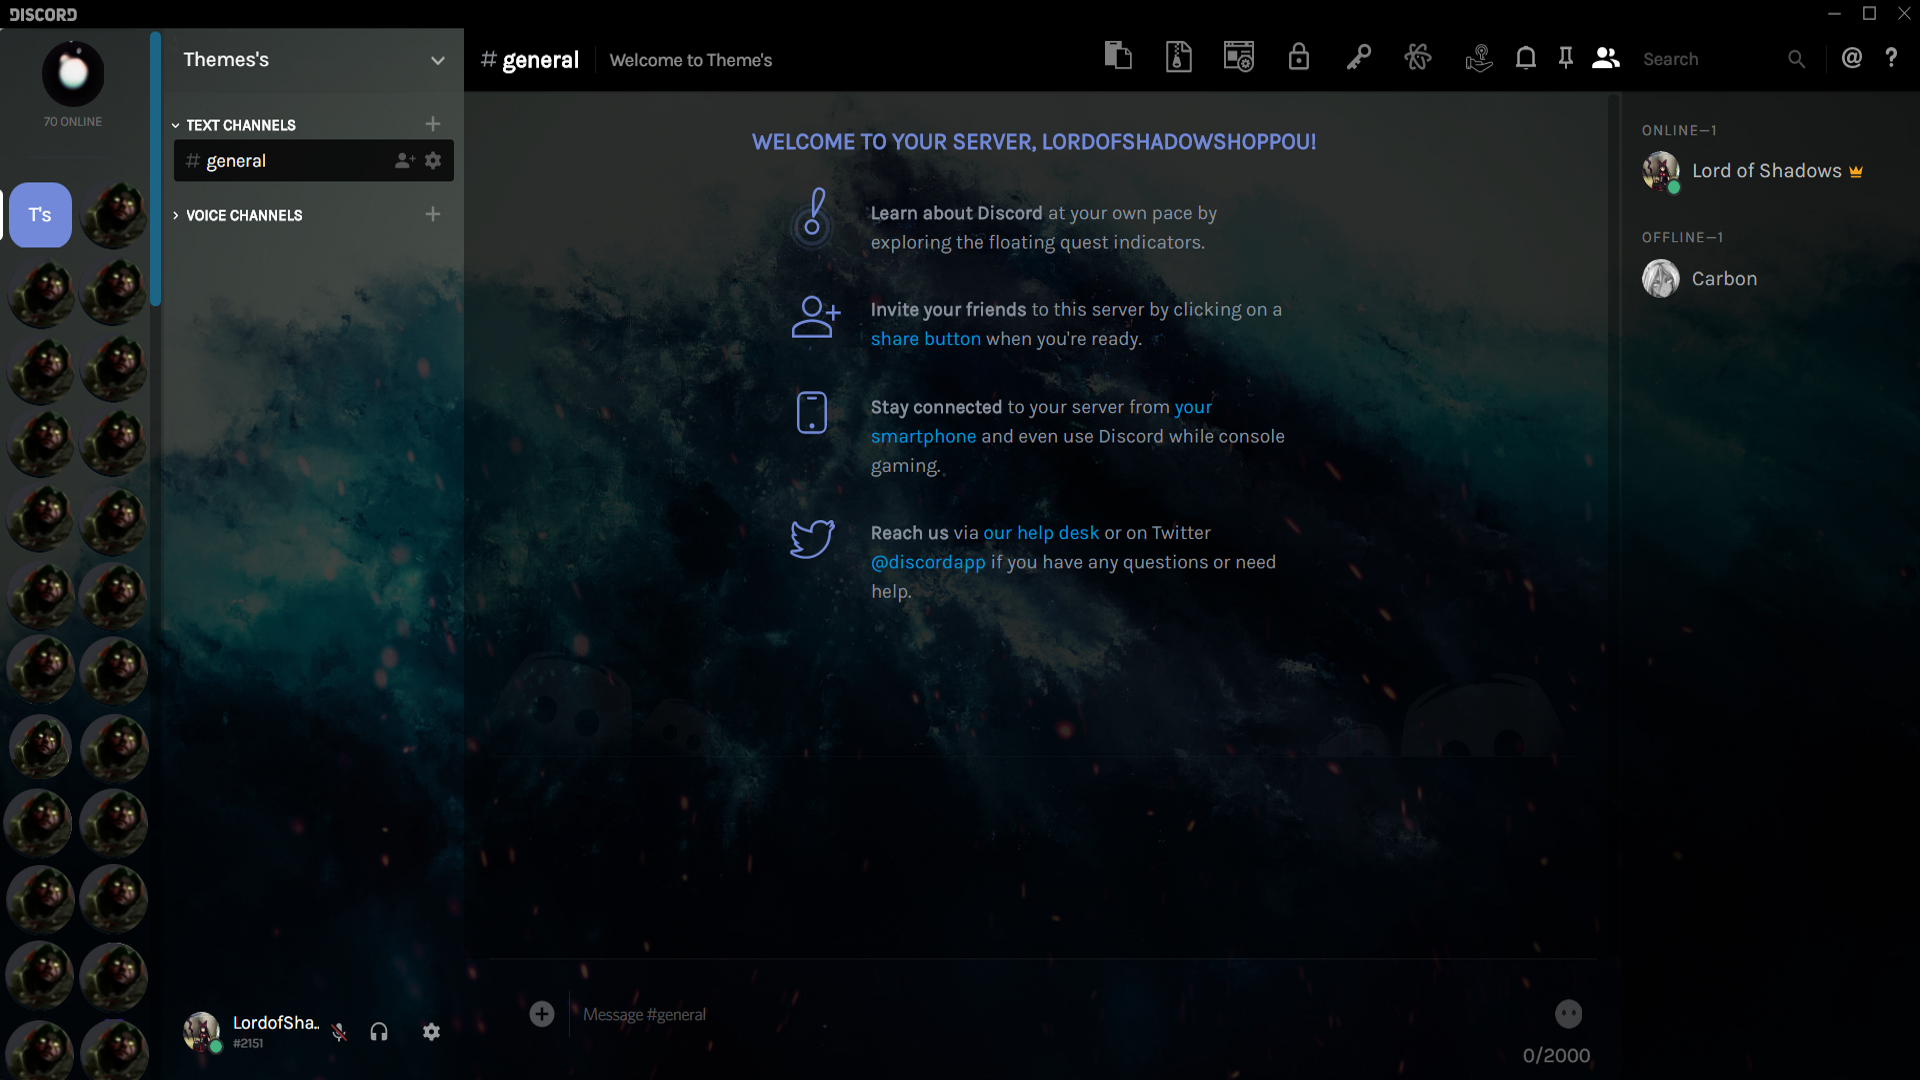 DISCORD
70 ONLINE
T's
Themes's
TEXT CHANNELS
# general
VOICE CHANNELS
LordofSha..
#2151
# general
Welcome to Theme's
Search
@ ?
WELCOME TO YOUR SERVER, LORDOFSHADOWSHOPPOU!
Learn about Discord at your own pace by
exploring the floating quest indicators.
Invite your friends to this server by clicking on a
share button when you're ready.
Stay connected to your server from your
smartphone and even use Discord while console
gaming.
Reach us via our help desk or on Twitter
@discordapp if you have any questions or need
help.
Message #general
0/2000
ONLINE—1
Lord of Shadows
OFFLINE—1
Carbon